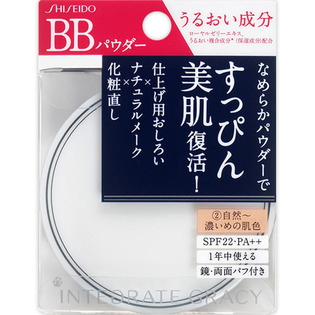 SHISEIDO
BBパウダー
うるおい成分
ローヤルゼリーエキス、
うるおい複合成分*(保湿成分)配合
なめらかパウダーで
すっぴん
美肌復活!
仕上げ用おしろい
×
ナチュラルメーク
×
化粧直し
②自然~
濃いめの肌色
SPF22・PA++
1年中使える
鏡・両面パフ付き
INTEGRATE GRACY